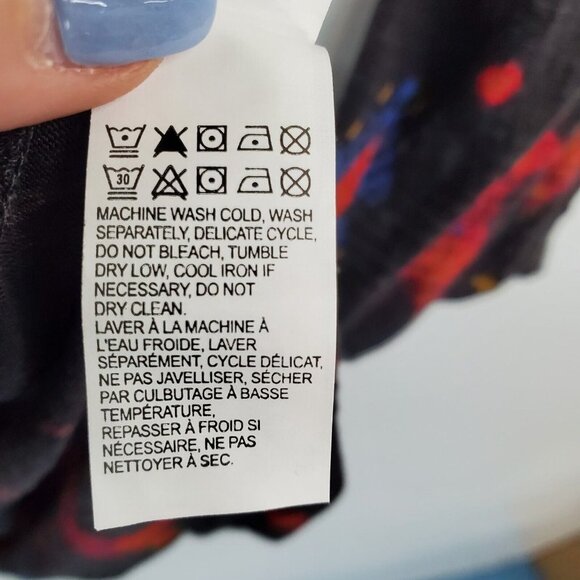 30
MACHINE WASH COLD, WASH
SEPARATELY, DELICATE CYCLE,
DO NOT BLEACH, TUMBLE
DRY LOW, COOL IRON IF
NECESSARY, DO NOT
DRY CLEAN.
LAVER À LA MACHINE À
L'EAU FROIDE, LAVER
SÉPARÉMENT, CYCLE DÉLICAT,
NE PAS JAVELLISER, SÉCHER
PAR CULBUTAGE À BASSE
TEMPÉRATURE,
REPASSER À FROID SI
NÉCESSAIRE, NE PAS
NETTOYER À SEC.